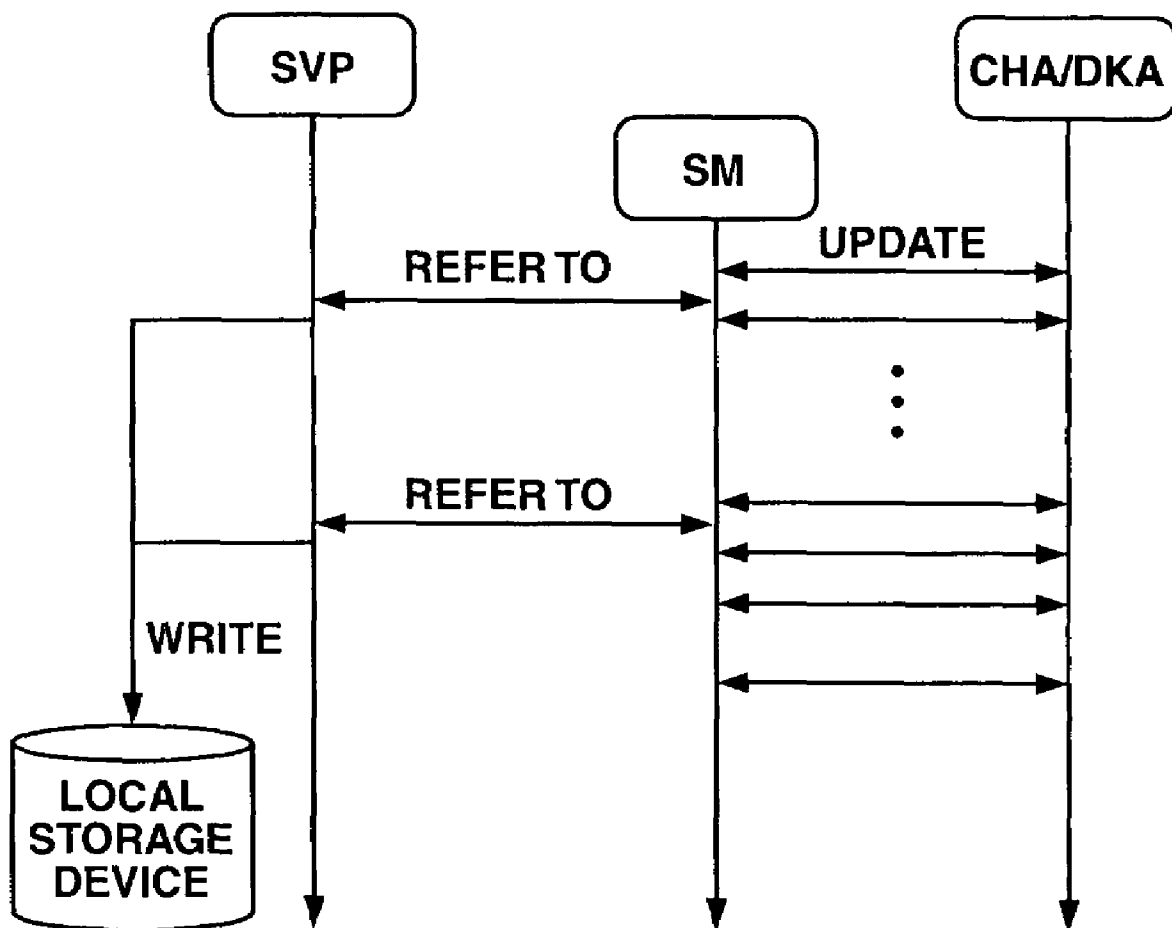 SVP
CHA/DKA
SM
UPDATE
REFER TO
REFER TO
WRITE
LOCAL
STORAGE
DEVICE